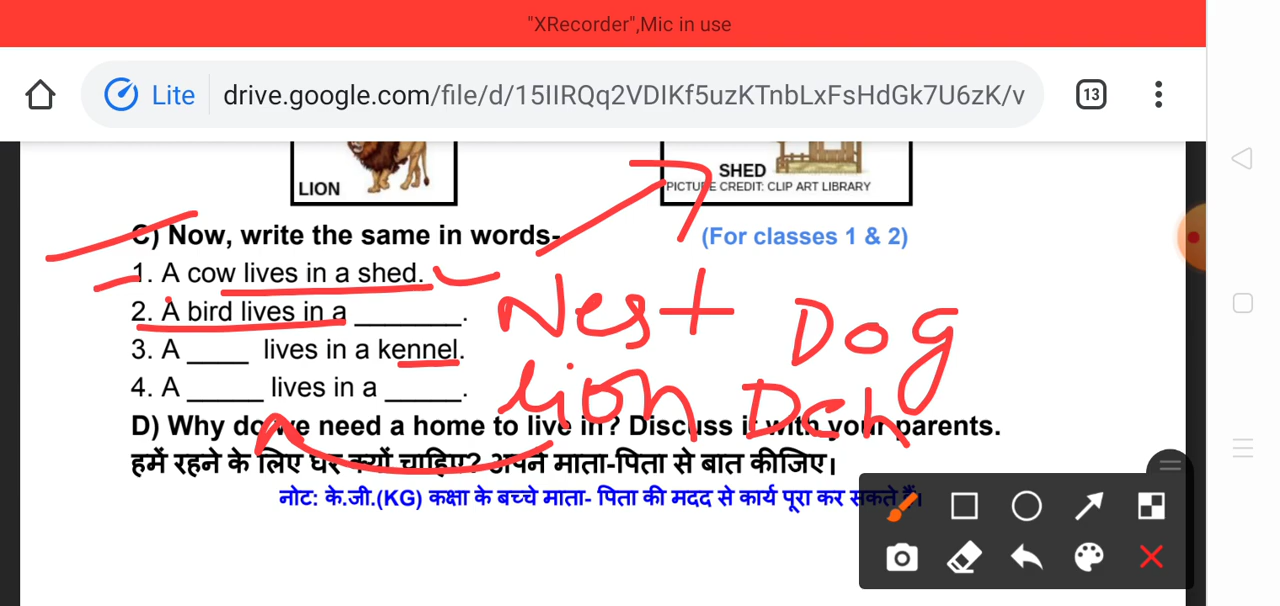 "XRecorder",Mic in use
Lite drive.google.com/file/d/15IIRQq2VDIKf5uzKTnbLxFsHdGk7U6zK/v 13
LION
SHED
PICTURE CREDIT: CLIP ART LIBRARY
C) Now, write the same in words- (For classes 1 & 2)
1. A cow lives in a shed.
2. A bird lives in a _______. Nest
3. A ____ lives in a kennel. Dog
4. A _____ lives in a _____. lion Den
D) Why do we need a home to live in? Discuss it with your parents.
हमें रहने के लिए घर क्यों चाहिए? अपने माता-पिता से बात कीजिए।
नोट: के.जी.(KG) कक्षा के बच्चे माता- पिता की मदद से कार्य पूरा कर सकते हैं।